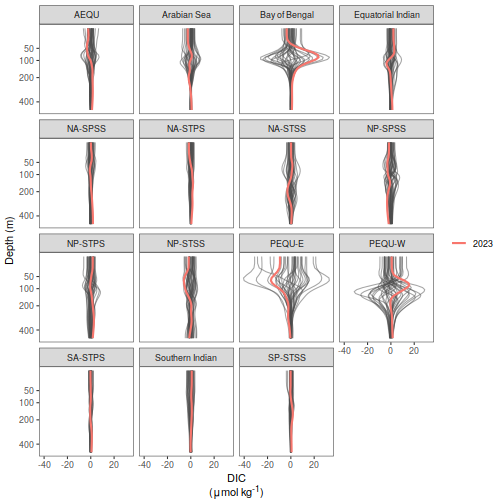 AEQU Arabian Sea Bay of Bengal Equatorial Indian
50
100
200
400
NA-SPSS NA-STPS NA-STSS NP-SPSS
50
100
200
400
Depth (m)
NP-STPS NP-STSS PEQU-E PEQU-W
2023
50
100
200
400
-40 -20 0 20
SA-STPS Southern Indian SP-STSS
50
100
200
400
-40 -20 0 20 -40 -20 0 20 -40 -20 0 20
DIC
(μmol kg-1)